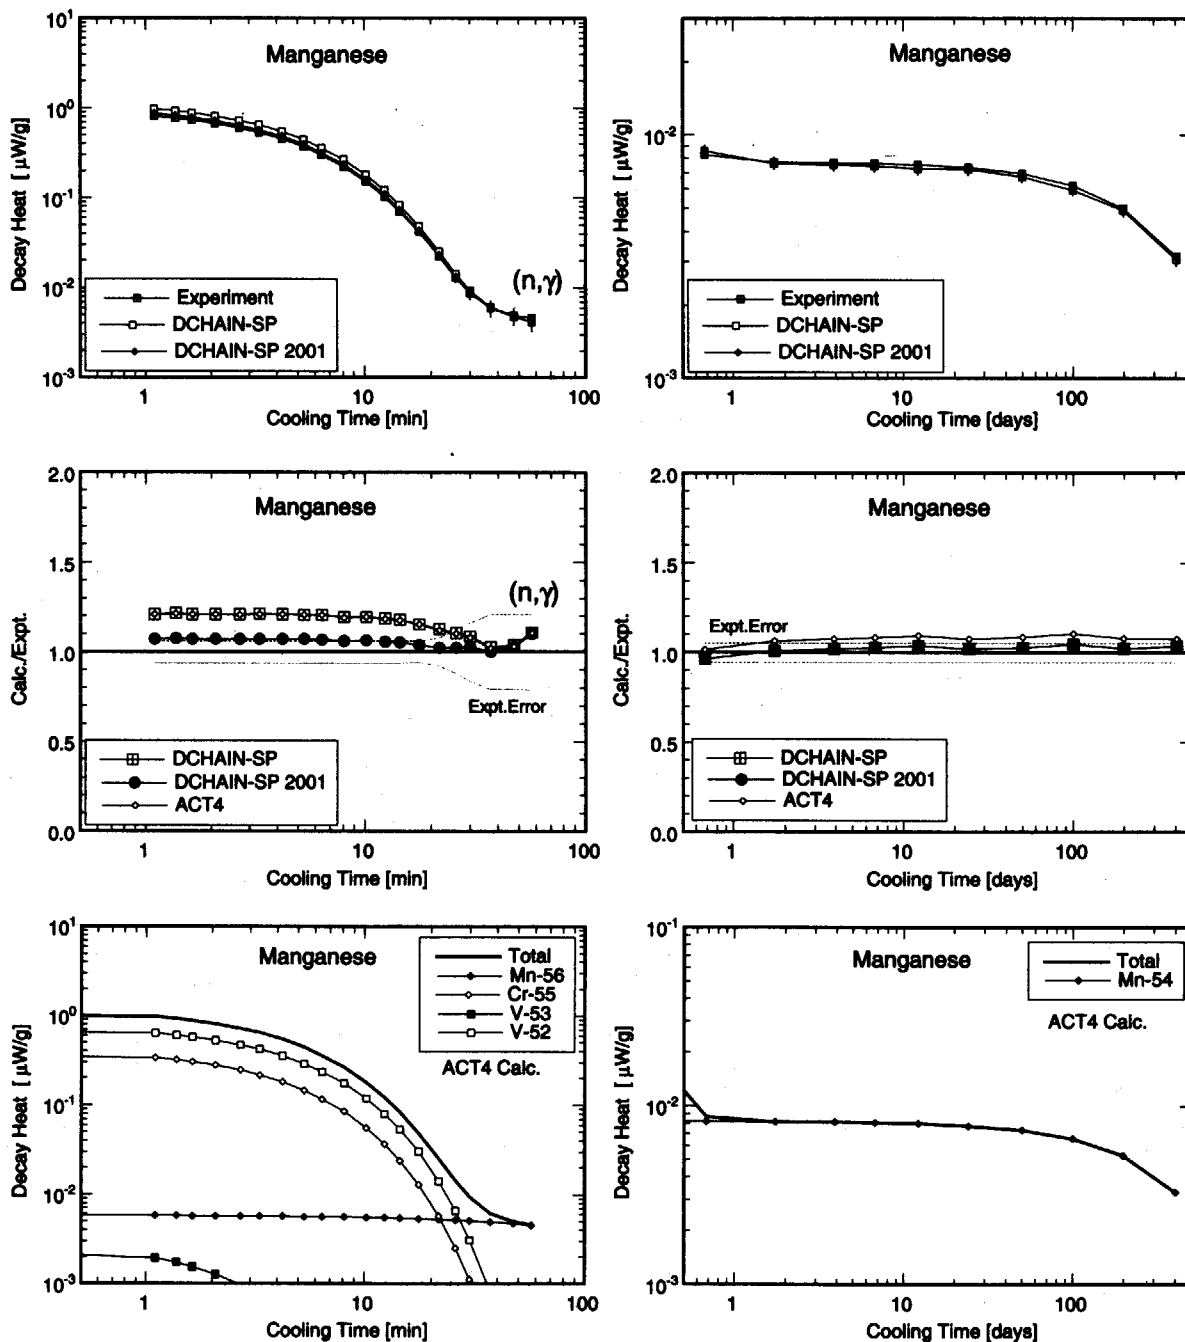 Manganese
Decay Heat [ μW/g]
10¹
10⁰
10⁻¹
10⁻²
10⁻³
(n,γ)
Experiment
DCHAIN-SP
DCHAIN-SP 2001
1
10
100
Cooling Time [min]
Manganese
Decay Heat [ μW/g]
10⁻²
10⁻³
Experiment
DCHAIN-SP
DCHAIN-SP 2001
1
10
100
Cooling Time [days]
Manganese
Calc./Expt.
2.0
1.5
1.0
0.5
0.0
(n,γ)
Expt.Error
DCHAIN-SP
DCHAIN-SP 2001
ACT4
1
10
100
Cooling Time [min]
Manganese
Calc./Expt.
2.0
1.5
1.0
0.5
0.0
Expt.Error
DCHAIN-SP
DCHAIN-SP 2001
ACT4
1
10
100
Cooling Time [days]
Manganese
Decay Heat [ μW/g]
10¹
10⁰
10⁻¹
10⁻²
10⁻³
Total
Mn-56
Cr-55
V-53
V-52
ACT4 Calc.
1
10
100
Cooling Time [min]
Manganese
Decay Heat [ μW/g]
10⁻¹
10⁻²
10⁻³
Total
Mn-54
ACT4 Calc.
1
10
100
Cooling Time [days]